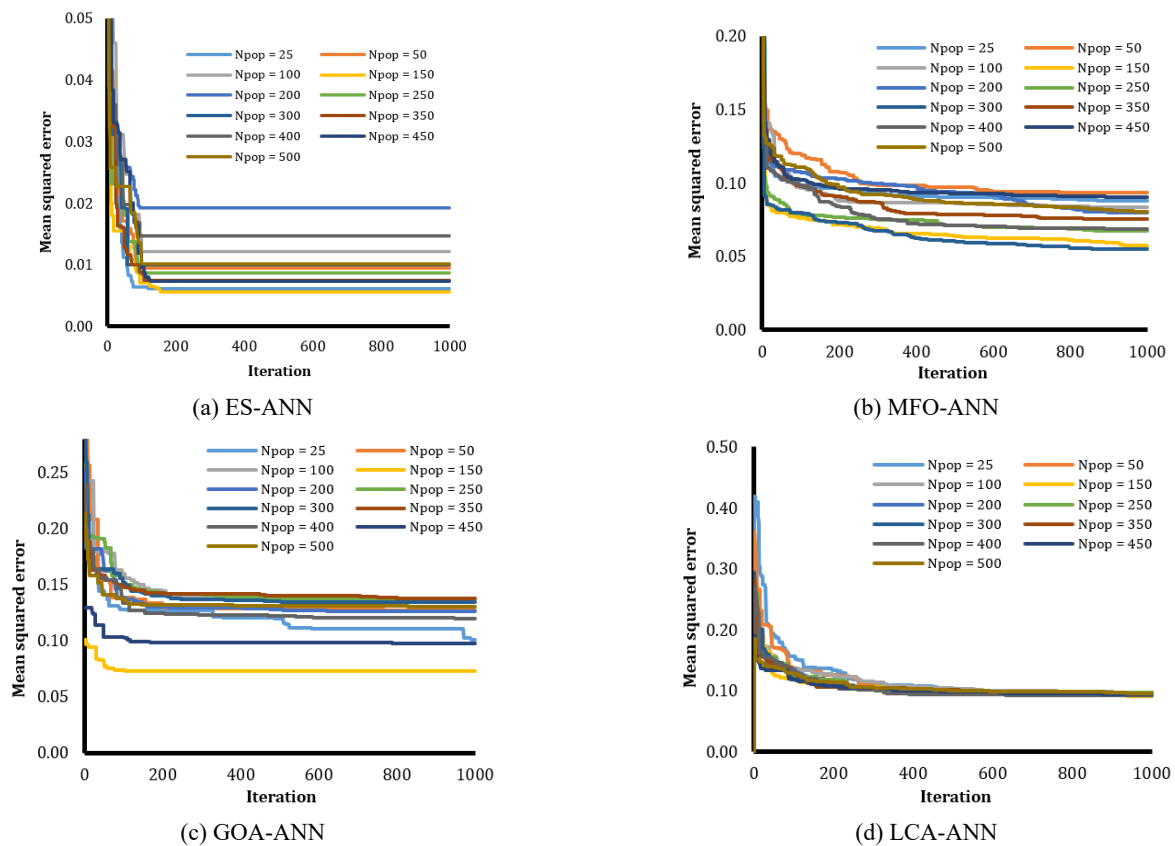 0.05
0.04
0.03
0.02
0.01
0.00
Mean squared error
Npop = 25 Npop = 50
Npop = 100 Npop = 150
Npop = 200 Npop = 250
Npop = 300 Npop = 350
Npop = 400 Npop = 450
Npop = 500
0 200 400 600 800 1000
Iteration
(a) ES-ANN
0.20
0.15
0.10
0.05
0.00
Mean squared error
Npop = 25 Npop = 50
Npop = 100 Npop = 150
Npop = 200 Npop = 250
Npop = 300 Npop = 350
Npop = 400 Npop = 450
Npop = 500
0 200 400 600 800 1000
Iteration
(b) MFO-ANN
0.25
0.20
0.15
0.10
0.05
0.00
Mean squared error
Npop = 25 Npop = 50
Npop = 100 Npop = 150
Npop = 200 Npop = 250
Npop = 300 Npop = 350
Npop = 400 Npop = 450
Npop = 500
0 200 400 600 800 1000
Iteration
(c) GOA-ANN
0.50
0.40
0.30
0.20
0.10
0.00
Mean squared error
Npop = 25 Npop = 50
Npop = 100 Npop = 150
Npop = 200 Npop = 250
Npop = 300 Npop = 350
Npop = 400 Npop = 450
Npop = 500
0 200 400 600 800 1000
Iteration
(d) LCA-ANN